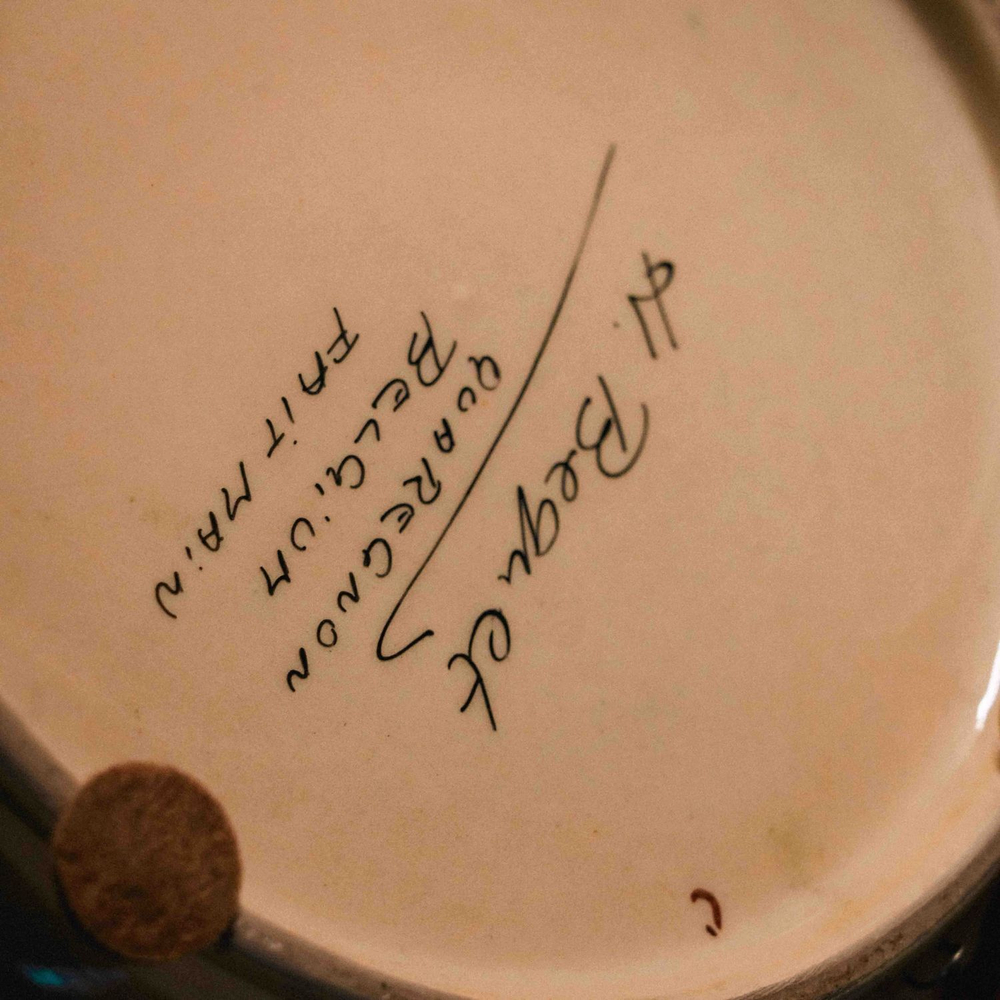 H. Bequet
QUAREGNON
BELGiUM
FAiT MAiN